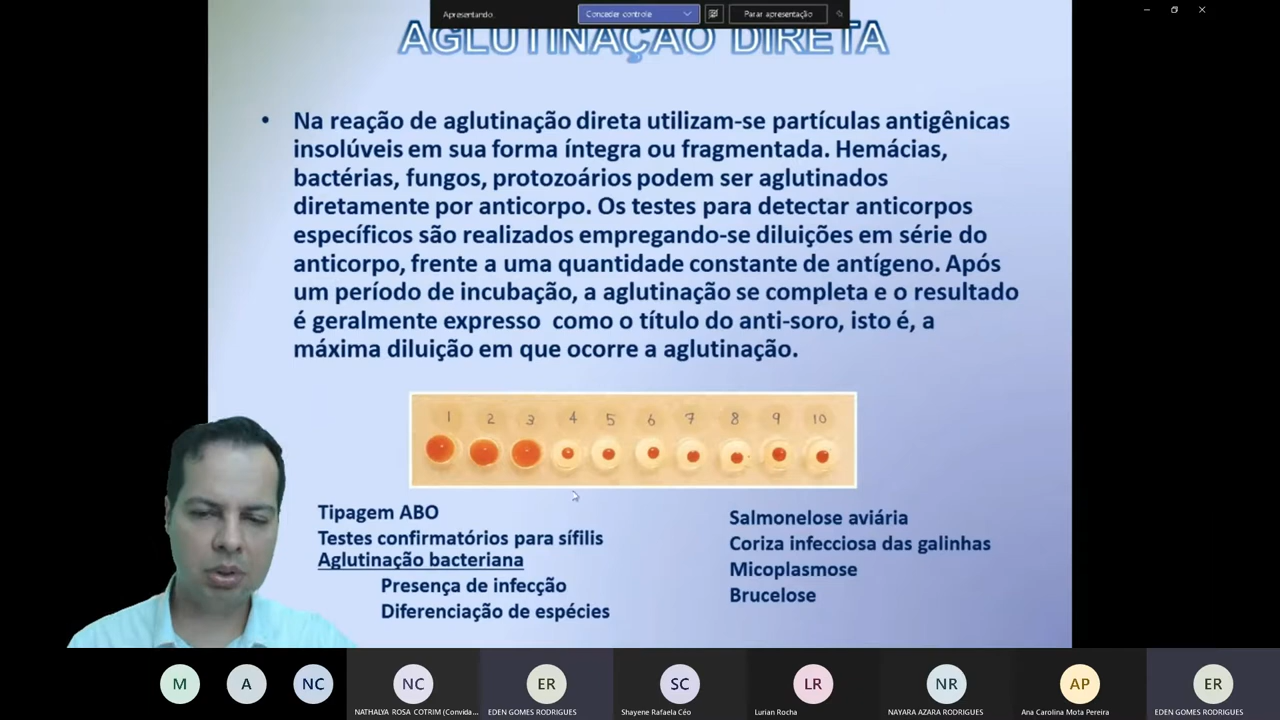 Apresentando
Conceder controle
Parar apresentação
AGLUTINAÇÃO DIRETA
• Na reação de aglutinação direta utilizam-se partículas antigênicas
insolúveis em sua forma íntegra ou fragmentada. Hemácias,
bactérias, fungos, protozoários podem ser aglutinados
diretamente por anticorpo. Os testes para detectar anticorpos
específicos são realizados empregando-se diluições em série do
anticorpo, frente a uma quantidade constante de antígeno. Após
um período de incubação, a aglutinação se completa e o resultado
é geralmente expresso como o título do anti-soro, isto é, a
máxima diluição em que ocorre a aglutinação.
1 2 3 4 5 6 7 8 9 10
Tipagem ABO
Testes confirmatórios para sífilis
Aglutinação bacteriana
Presença de infecção
Diferenciação de espécies
Salmonelose aviária
Coriza infecciosa das galinhas
Micoplasmose
Brucelose
M A NC NC ER SC LR NR AP ER
NATHALYA ROSA COTRIM (Convida... EDEN GOMES RODRIGUES Shayene Rafaela Céo Lurian Rocha NAYARA AZARA RODRIGUES Ana Carolina Mota Pereira EDEN GOMES RODRIGUES